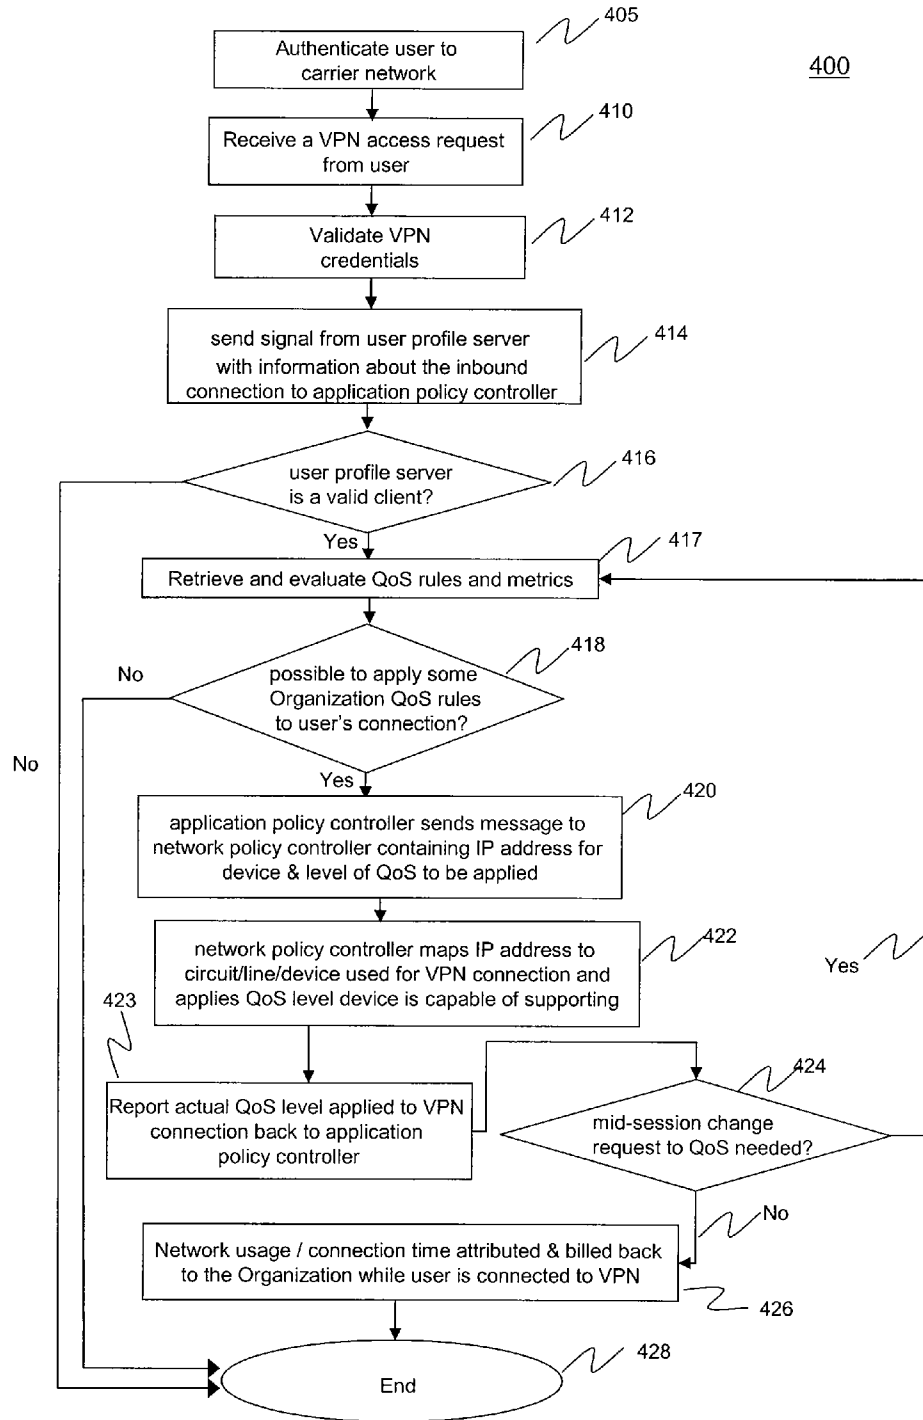 405
Authenticate user to
carrier network
400
410
Receive a VPN access request
from user
412
Validate VPN
credentials
414
send signal from user profile server
with information about the inbound
connection to application policy controller
416
user profile server
is a valid client?
Yes
417
Retrieve and evaluate QoS rules and metrics
418
No
possible to apply some
Organization QoS rules
to user's connection?
No
Yes
420
application policy controller sends message to
network policy controller containing IP address for
device & level of QoS to be applied
422
network policy controller maps IP address to
circuit/line/device used for VPN connection and
applies QoS level device is capable of supporting
Yes
423
424
Report actual QoS level applied to VPN
connection back to application
policy controller
mid-session change
request to QoS needed?
No
Network usage / connection time attributed & billed back
to the Organization while user is connected to VPN
426
428
End